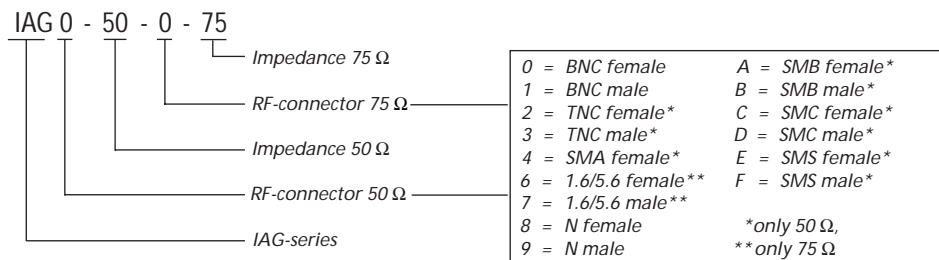 IAG 0 - 50 - 0 - 75
Impedance 75 Ω
RF-connector 75 Ω
Impedance 50 Ω
RF-connector 50 Ω
IAG-series
0 = BNC female
1 = BNC male
2 = TNC female*
3 = TNC male*
4 = SMA female*
6 = 1.6/5.6 female**
7 = 1.6/5.6 male**
8 = N female
9 = N male
A = SMB female*
B = SMB male*
C = SMC female*
D = SMC male*
E = SMS female*
F = SMS male*
*only 50 Ω,
**only 75 Ω